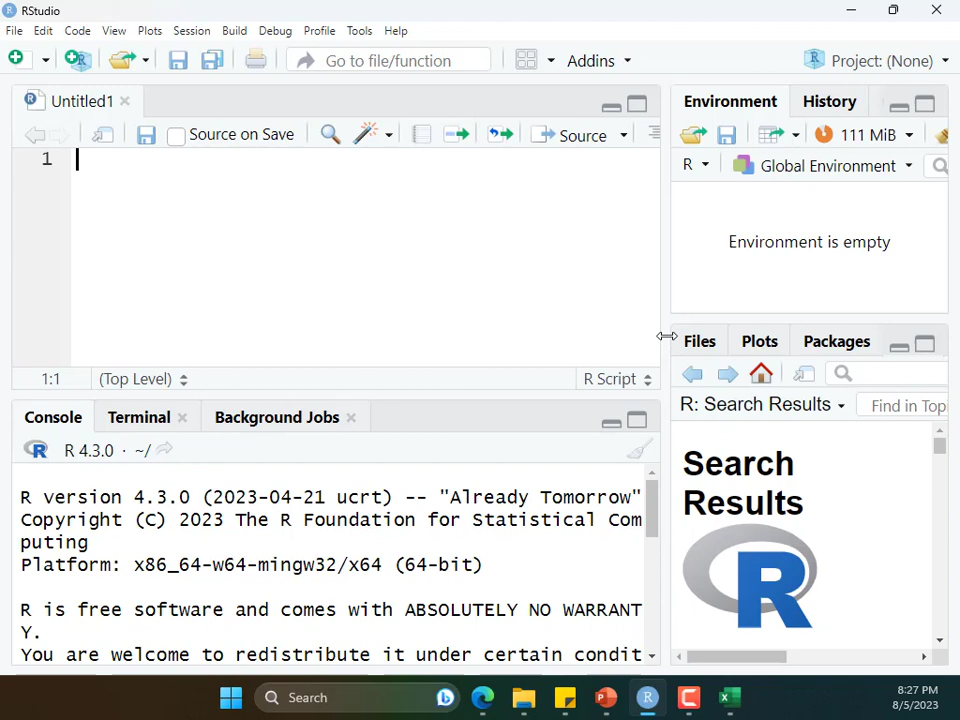 RStudio
File Edit Code View Plots Session Build Debug Profile Tools Help
Go to file/function Addins Project: (None)
Untitled1
Source on Save Source
1
1:1 (Top Level) R Script
Console Terminal Background Jobs
R 4.3.0 · ~/
R version 4.3.0 (2023-04-21 ucrt) -- "Already Tomorrow"
Copyright (C) 2023 The R Foundation for Statistical Com
puting
Platform: x86_64-w64-mingw32/x64 (64-bit)
R is free software and comes with ABSOLUTELY NO WARRANT
Y.
You are welcome to redistribute it under certain condit
Environment History
111 MiB
R Global Environment
Environment is empty
Files Plots Packages
R: Search Results Find in Top
Search
Results
R
Search
8:27 PM
8/5/2023